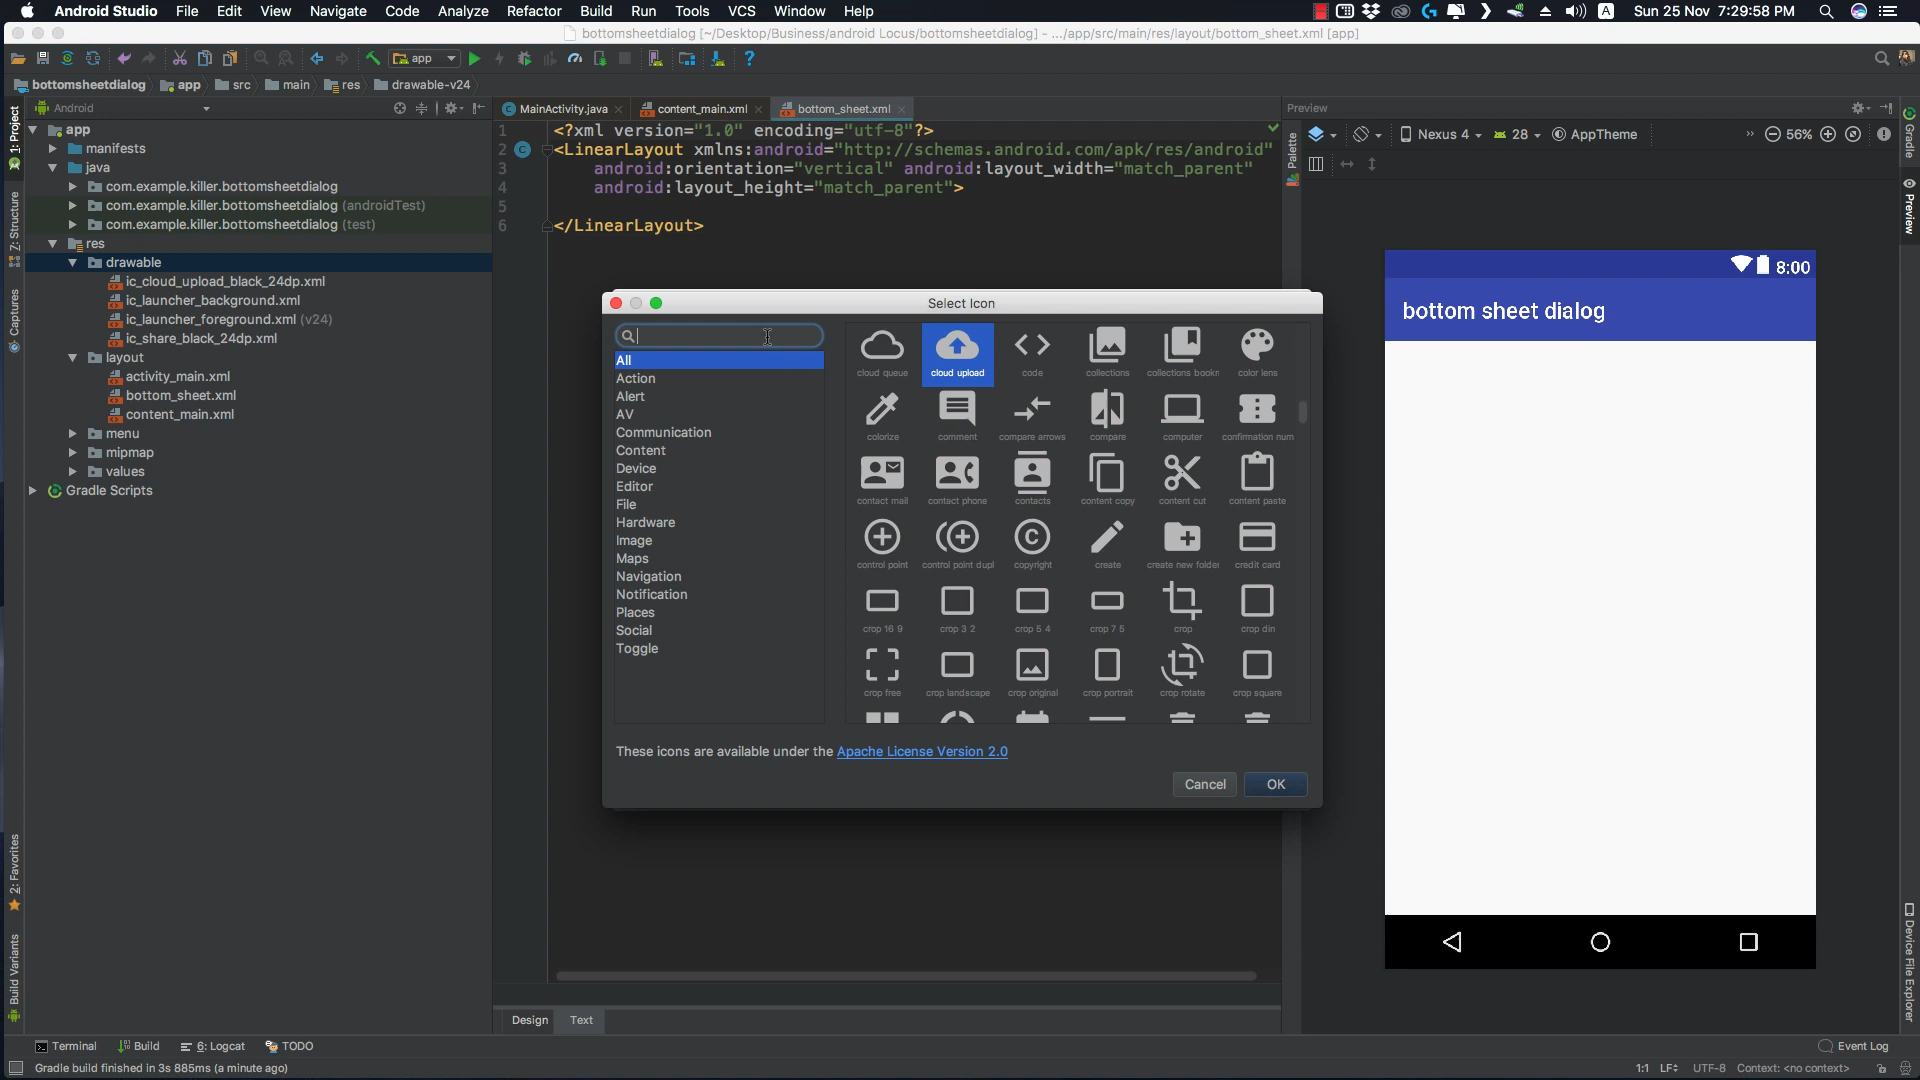 Android Studio File Edit View Navigate Code Analyze Refactor Build Run Tools VCS Window Help A Sun 25 Nov 7:29:58 PM
bottomsheetdialog [~/Desktop/Business/android Locus/bottomsheetdialog] - .../app/src/main/res/layout/bottom_sheet.xml [app]
app
bottomsheetdialog app src main res drawable-v24
Android
MainActivity.java content_main.xml bottom_sheet.xml
Preview
1: Project
7: Structure
Captures
2: Favorites
Build Variants
app
manifests
java
com.example.killer.bottomsheetdialog
com.example.killer.bottomsheetdialog (androidTest)
com.example.killer.bottomsheetdialog (test)
res
drawable
ic_cloud_upload_black_24dp.xml
ic_launcher_background.xml
ic_launcher_foreground.xml (v24)
ic_share_black_24dp.xml
layout
activity_main.xml
bottom_sheet.xml
content_main.xml
menu
mipmap
values
Gradle Scripts
1 <?xml version="1.0" encoding="utf-8"?>
2 <LinearLayout xmlns:android="http://schemas.android.com/apk/res/android"
3 android:orientation="vertical" android:layout_width="match_parent"
4 android:layout_height="match_parent">
5
6 </LinearLayout>
Select Icon
All
Action
Alert
AV
Communication
Content
Device
Editor
File
Hardware
Image
Maps
Navigation
Notification
Places
Social
Toggle
cloud queue cloud upload code collections collections bookn color lens
colorize comment compare arrows compare computer confirmation num
contact mail contact phone contacts content copy content cut content paste
control point control point dupl copyright create create new folder credit card
crop 16 9 crop 3 2 crop 5 4 crop 7 5 crop crop din
crop free crop landscape crop original crop portrait crop rotate crop square
These icons are available under the Apache License Version 2.0
Cancel OK
Design Text
Palette
Nexus 4 28 AppTheme 56%
8:00
bottom sheet dialog
Gradle
Preview
Device File Explorer
Terminal Build 6: Logcat TODO Event Log
Gradle build finished in 3s 885ms (a minute ago) 1:1 LF÷ UTF-8 Context: <no context>